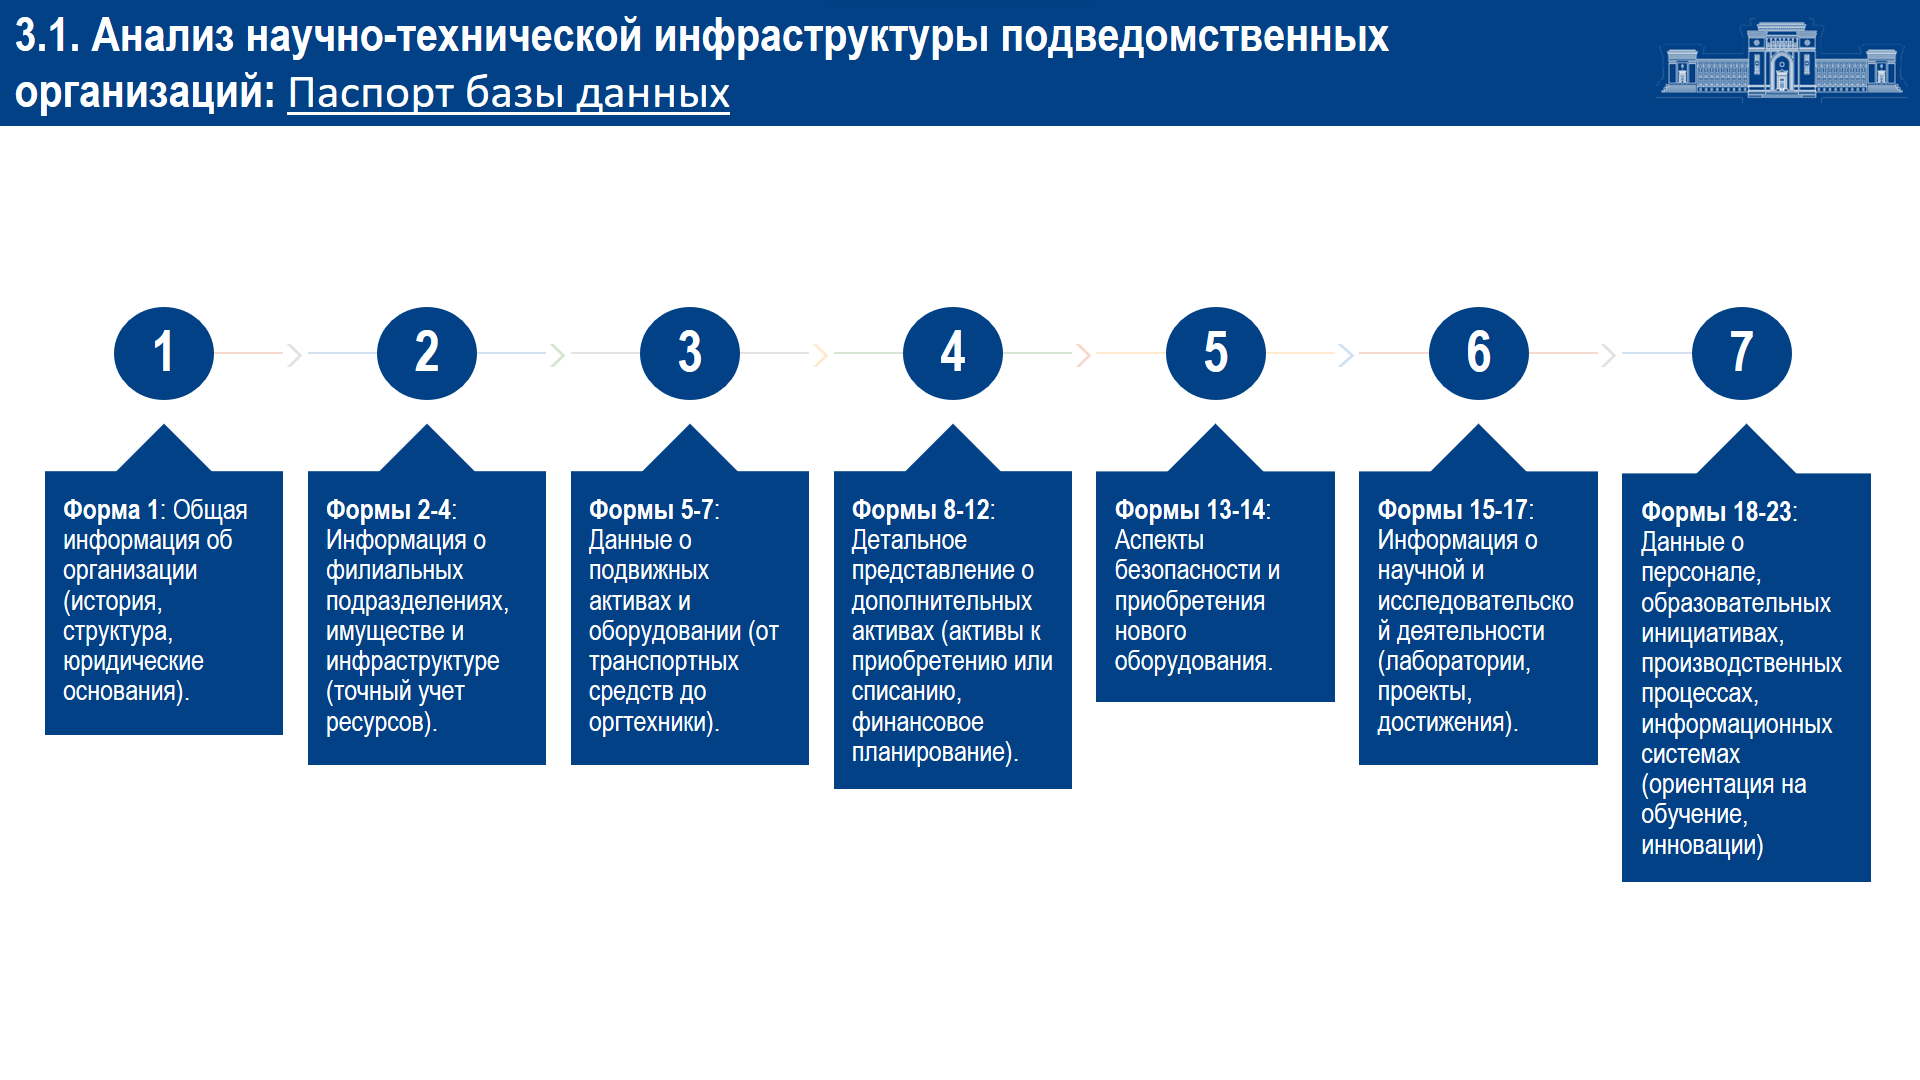 3.1. Анализ научно-технической инфраструктуры подведомственных
организаций: Паспорт базы данных
1
2
3
4
5
6
7
Форма 1: Общая
информация об
организации
(история,
структура,
юридические
основания).
Формы 2-4:
Информация о
филиальных
подразделениях,
имуществе и
инфраструктуре
(точный учет
ресурсов).
Формы 5-7:
Данные о
подвижных
активах и
оборудовании (от
транспортных
средств до
оргтехники).
Формы 8-12:
Детальное
представление о
дополнительных
активах (активы к
приобретению или
списанию,
финансовое
планирование).
Формы 13-14:
Аспекты
безопасности и
приобретения
нового
оборудования.
Формы 15-17:
Информация о
научной и
исследовательско
й деятельности
(лаборатории,
проекты,
достижения).
Формы 18-23:
Данные о
персонале,
образовательных
инициативах,
производственных
процессах,
информационных
системах
(ориентация на
обучение,
инновации)